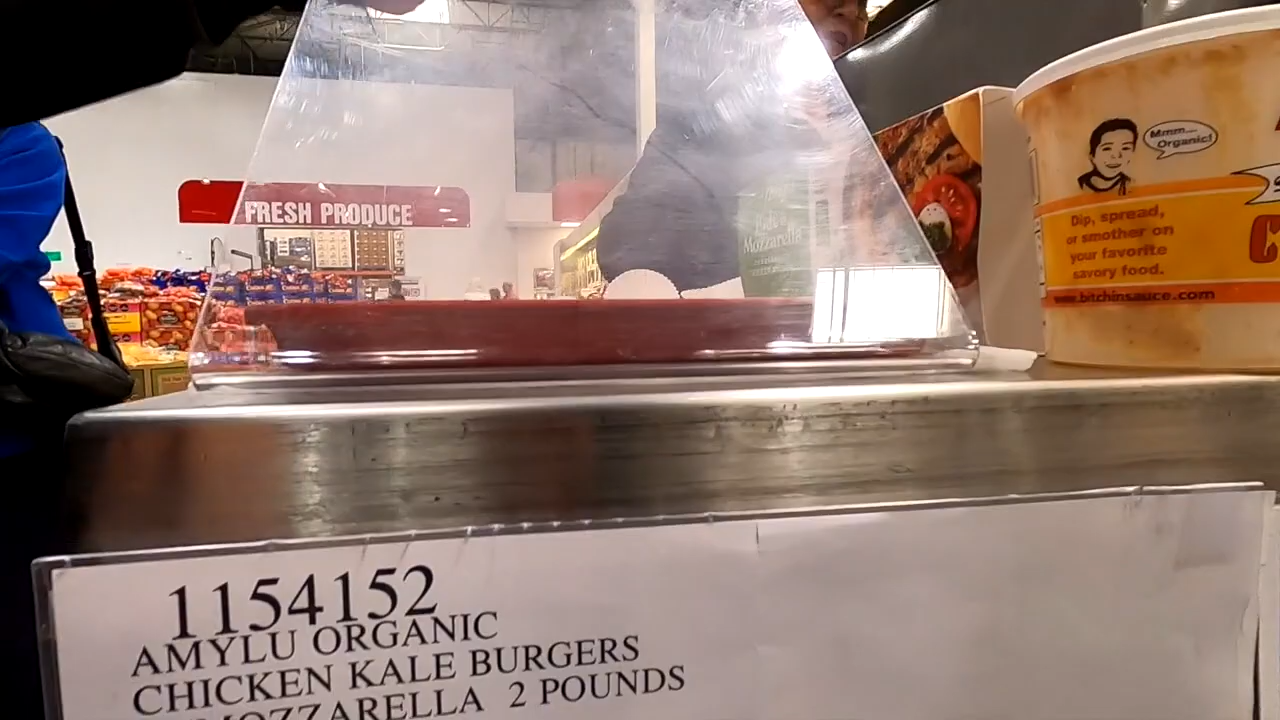 FRESH PRODUCE
Mozzarella
Mmm....
Organic!
Dip, spread,
or smother on
your favorite
savory food.
www.bitchinsauce.com
1154152
AMYLU ORGANIC
CHICKEN KALE BURGERS
MOZZARELLA 2 POUNDS